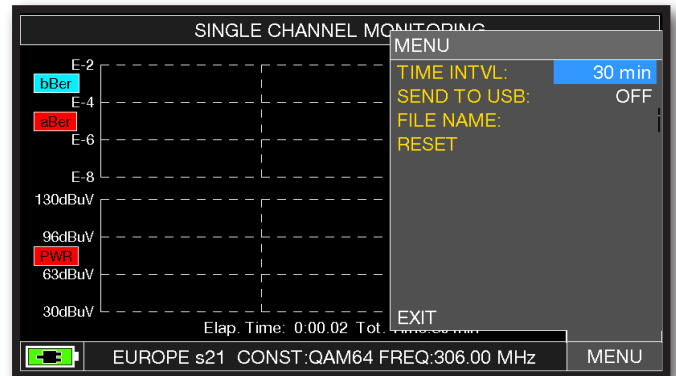 SINGLE CHANNEL MONITORING
MENU
TIME INTVL: 30 min
SEND TO USB: OFF
FILE NAME:
RESET
EXIT
E-2
bBer
E-4
aBer
E-6
E-8
130dBuV
96dBuV
PWR
63dBuV
30dBuV
Elap. Time: 0:00.02 Tot.
EUROPE s21 CONST:QAM64 FREQ:306.00 MHz
MENU